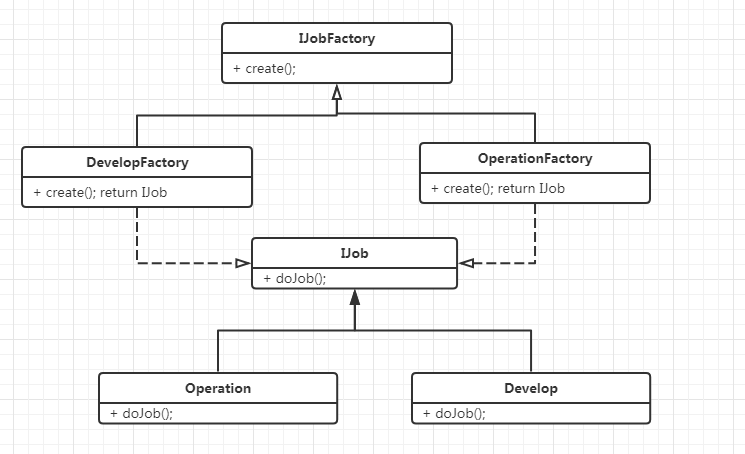 IJobFactory
+ create();
DevelopFactory
+ create(); return IJob
OperationFactory
+ create(); return IJob
IJob
+ doJob();
Operation
+ doJob();
Develop
+ doJob();